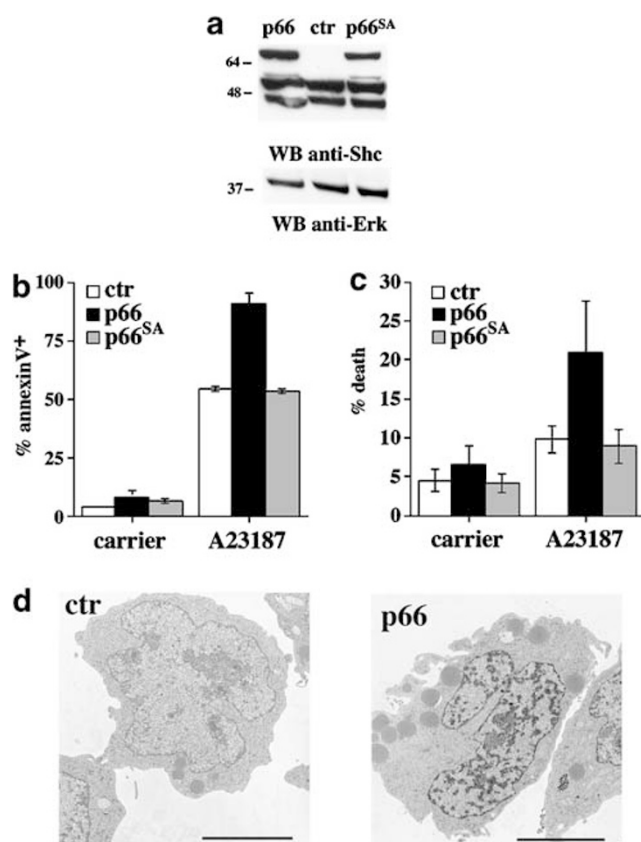 a
p66 ctr p66SA
64
48
WB anti-Shc
37
WB anti-Erk
b
% annexinV+
100
75
50
25
0
ctr
p66
p66SA
carrier A23187
c
% death
30
25
20
15
10
5
0
ctr
p66
p66SA
carrier A23187
d
ctr
p66